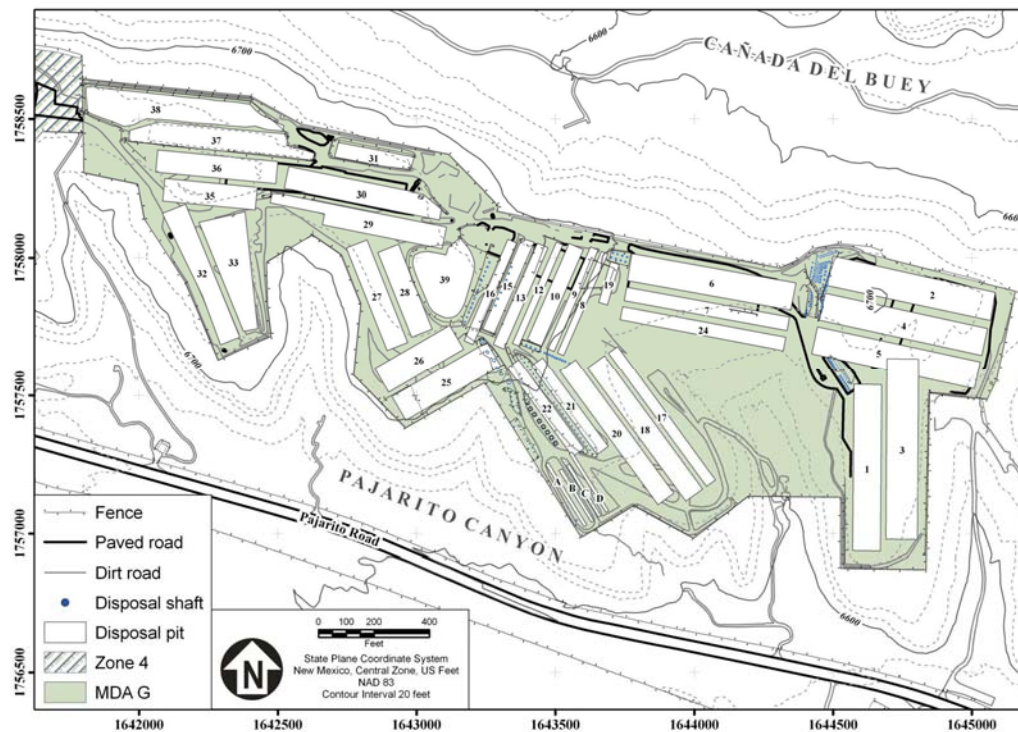 6700
6600
CAÑADA DEL BUEY
38
37
31
36
30
35
29
32
33
27
28
39
16
15
13
12
10
9
8
19
6
7
24
6700
2
4
5
6600
6700
26
25
22
21
20
18
17
1
3
A
B
C
D
PAJARITO CANYON
Pajarito Road
6600
1758500
1758000
1757500
1757000
1756500
Fence
Paved road
Dirt road
Disposal shaft
Disposal pit
Zone 4
MDA G
N
0 100 200 400
Feet
State Plane Coordinate System
New Mexico, Central Zone, US Feet
NAD 83
Contour Interval 20 feet
1642000 1642500 1643000 1643500 1644000 1644500 1645000